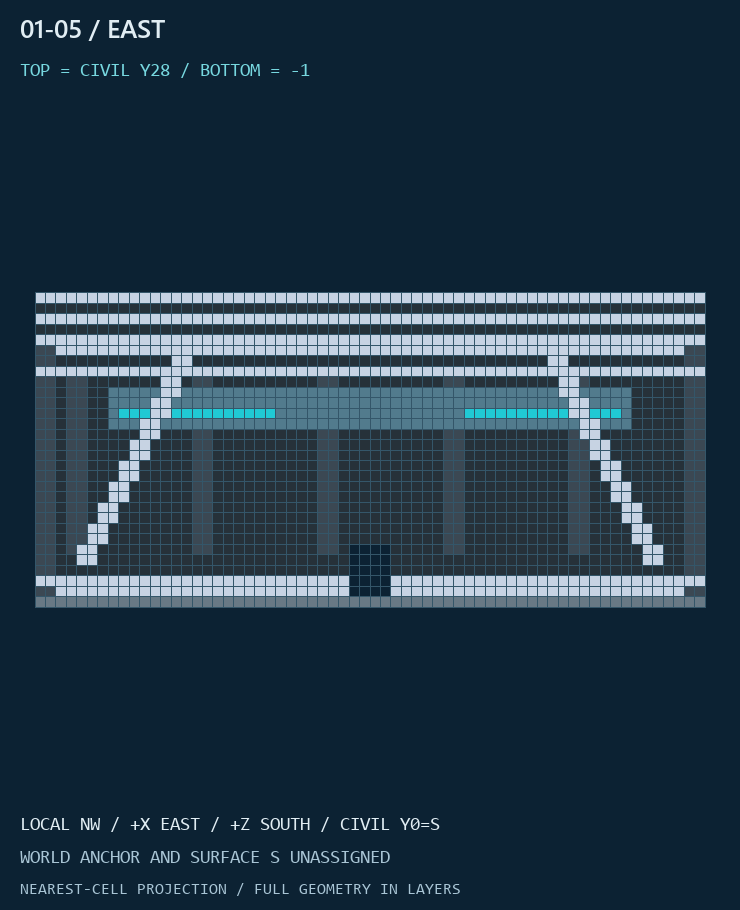 01-05 / EAST
TOP = CIVIL Y28 / BOTTOM = -1
LOCAL NW / +X EAST / +Z SOUTH / CIVIL Y0=S
WORLD ANCHOR AND SURFACE S UNASSIGNED
NEAREST-CELL PROJECTION / FULL GEOMETRY IN LAYERS